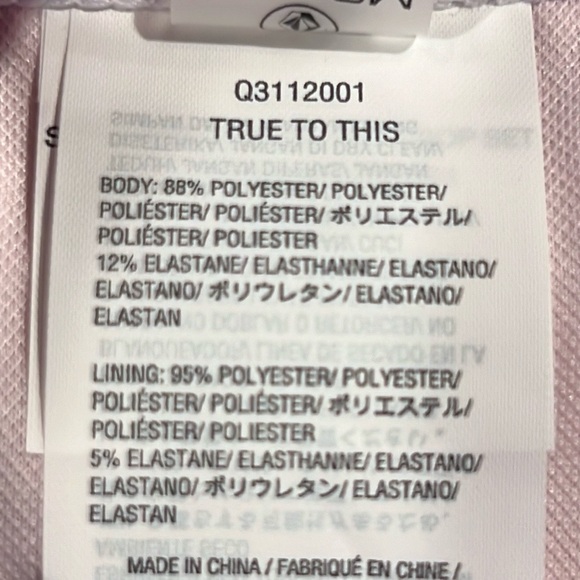 Q3112001
TRUE TO THIS
BODY: 88% POLYESTER/ POLYESTER/
POLIÉSTER/ POLIÉSTER/ ポリエステル/
POLIÉSTER/ POLIESTER
12% ELASTANE/ ELASTHANNE/ ELASTANO/
ELASTANO/ ポリウレタン/ ELASTANO/
ELASTAN
LINING: 95% POLYESTER/ POLYESTER/
POLIÉSTER/ POLIÉSTER/ ポリエステル/
POLIÉSTER/ POLIESTER
5% ELASTANE/ ELASTHANNE/ ELASTANO/
ELASTANO/ ポリウレタン/ ELASTANO/
ELASTAN
MADE IN CHINA / FABRIQUÉ EN CHINE /